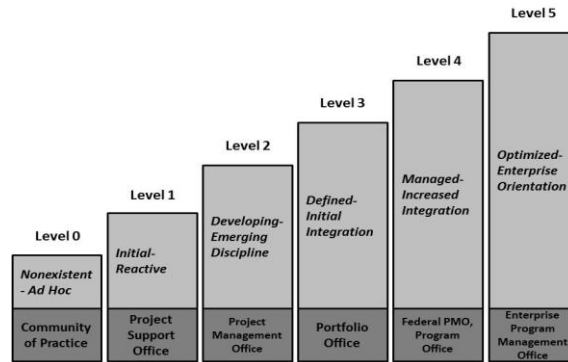 Level 0
Nonexistent
- Ad Hoc
Community
of Practice
Level 1
Initial-
Reactive
Project
Support
Office
Level 2
Developing-
Emerging
Discipline
Project
Management
Office
Level 3
Defined-
Initial
Integration
Portfolio
Office
Level 4
Managed-
Increased
Integration
Federal PMO,
Program
Office
Level 5
Optimized-
Enterprise
Orientation
Enterprise
Program
Management
Office